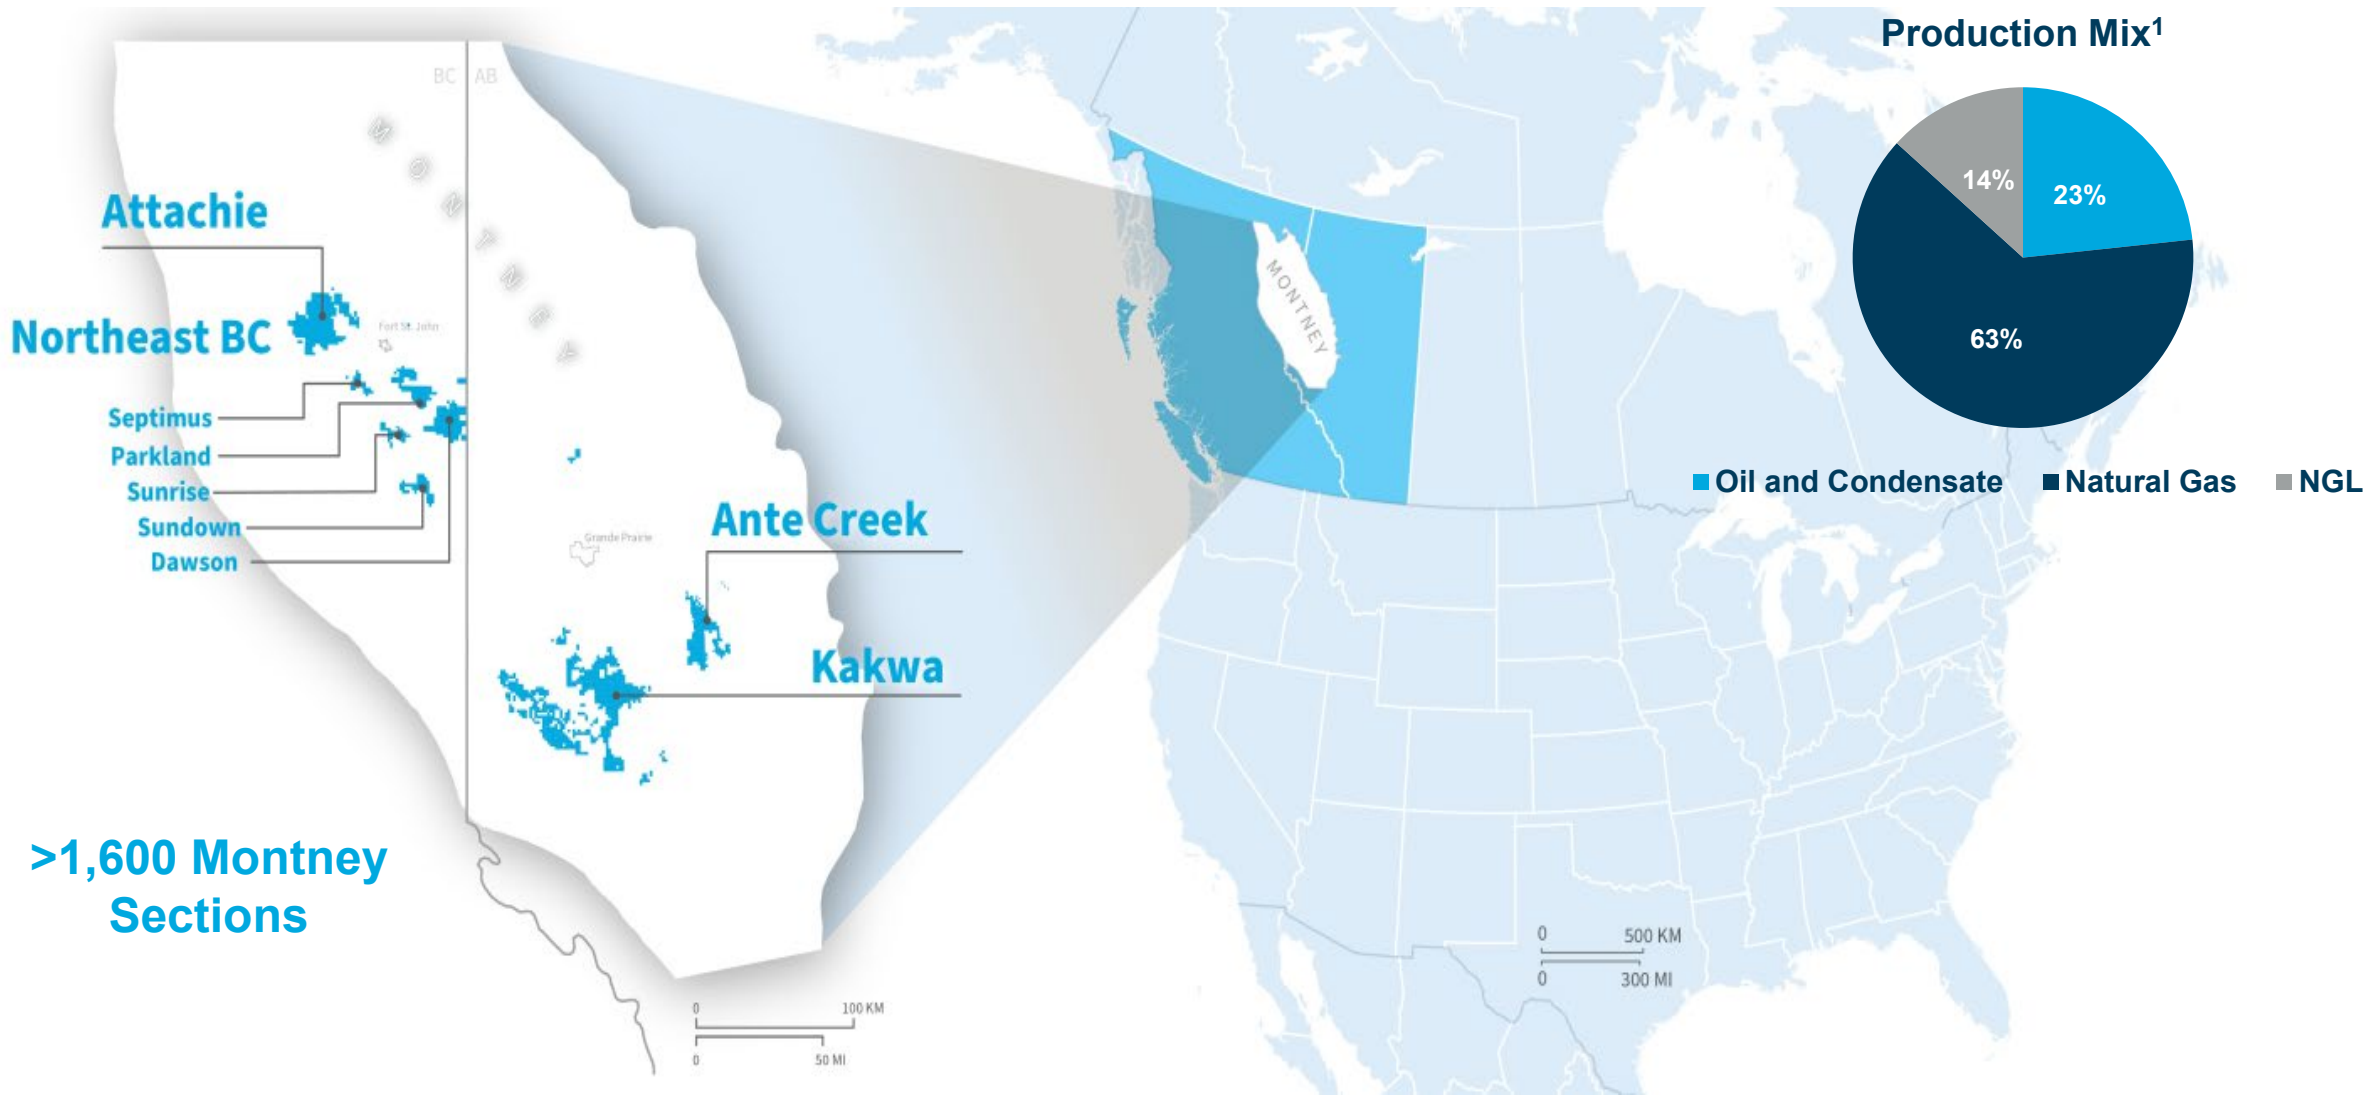 Production Mix¹
14%
23%
63%
Oil and Condensate
Natural Gas
NGL
BC
AB
MONTNEY
Attachie
Northeast BC
Fort St. John
Septimus
Parkland
Sunrise
Sundown
Dawson
Grande Prairie
Ante Creek
Kakwa
>1,600 Montney
Sections
0
100 KM
0
50 MI
MONTNEY
0
500 KM
0
300 MI